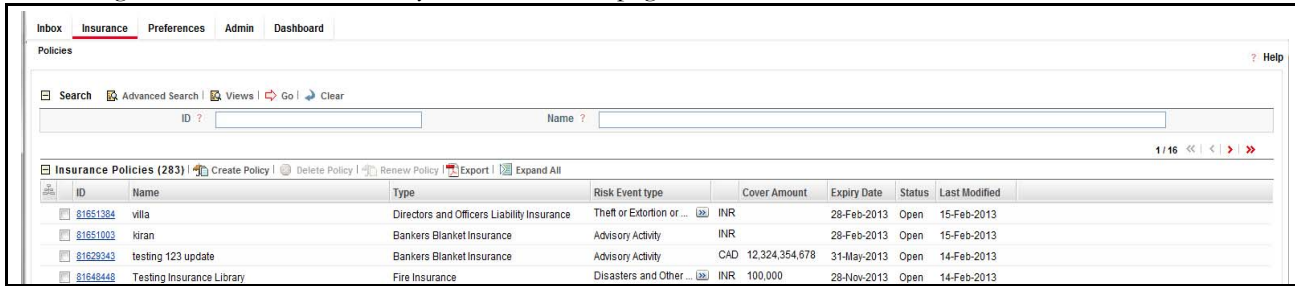 Inbox Insurance Preferences Admin Dashboard
Policies
? Help
Search Advanced Search | Views | Go | Clear
ID ? Name ?
1 / 16
Insurance Policies (283) | Create Policy | Delete Policy | Renew Policy | Export | Expand All
ID Name Type Risk Event type Cover Amount Expiry Date Status Last Modified
81651384 villa Directors and Officers Liability Insurance Theft or Extortion or ... INR 28-Feb-2013 Open 15-Feb-2013
81651003 kiran Bankers Blanket Insurance Advisory Activity INR 28-Feb-2013 Open 15-Feb-2013
81629343 testing 123 update Bankers Blanket Insurance Advisory Activity CAD 12,324,354,678 31-May-2013 Open 14-Feb-2013
81648448 Testing Insurance Library Fire Insurance Disasters and Other ... INR 100,000 28-Nov-2013 Open 14-Feb-2013